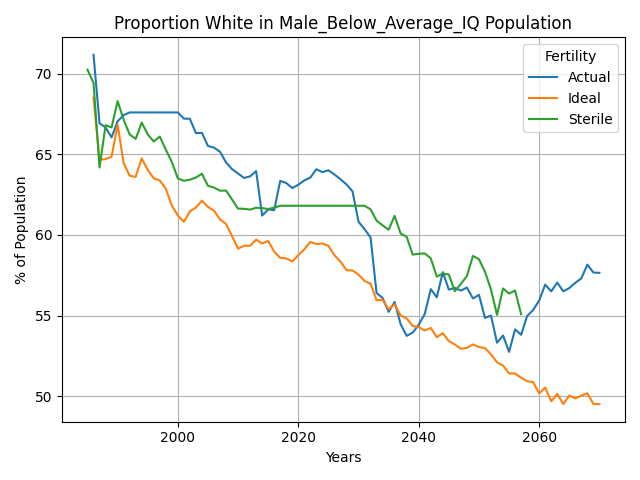 Proportion White in Male_Below_Average_IQ Population
Fertility
Actual
Ideal
Sterile
% of Population
70
65
60
55
50
2000
2020
2040
2060
Years